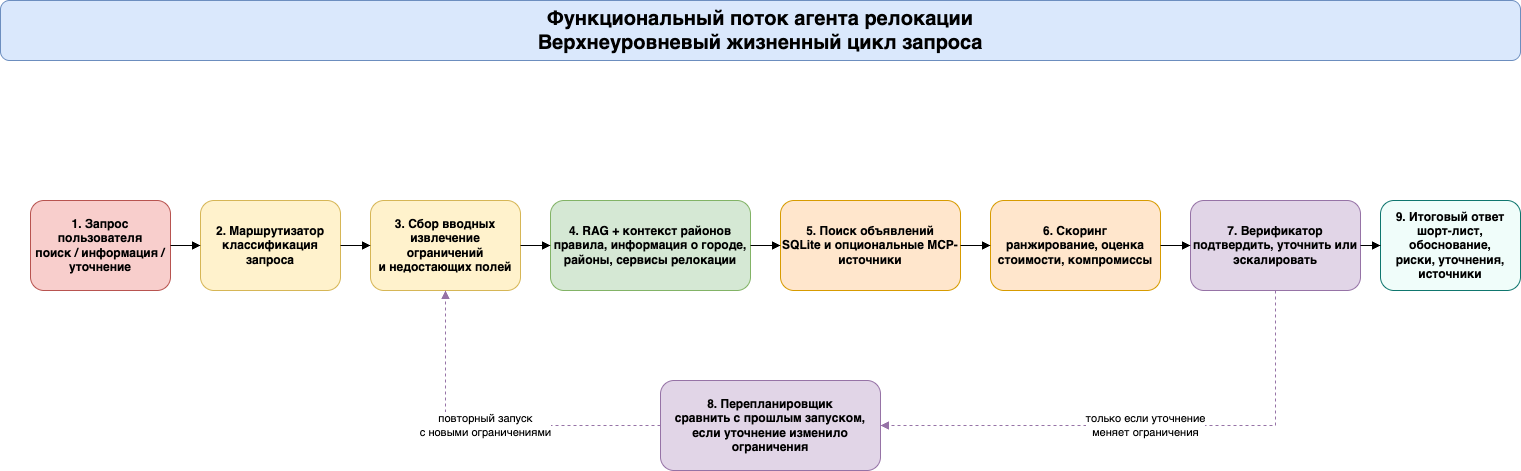 Функциональный поток агента релокации
Верхнеуровневый жизненный цикл запроса
1. Запрос
пользователя
поиск / информация /
уточнение
2. Маршрутизатор
классификация
запроса
3. Сбор вводных
извлечение
ограничений
и недостающих полей
4. RAG + контекст районов
правила, информация о городе,
районы, сервисы релокации
5. Поиск объявлений
SQLite и опциональные MCP-
источники
6. Скоринг
ранжирование, оценка
стоимости, компромиссы
7. Верификатор
подтвердить, уточнить или
эскалировать
9. Итоговый ответ
шорт-лист,
обоснование,
риски, уточнения,
источники
8. Перепланировщик
сравнить с прошлым запуском,
если уточнение изменило
ограничения
повторный запуск
с новыми ограничениями
только если уточнение
меняет ограничения